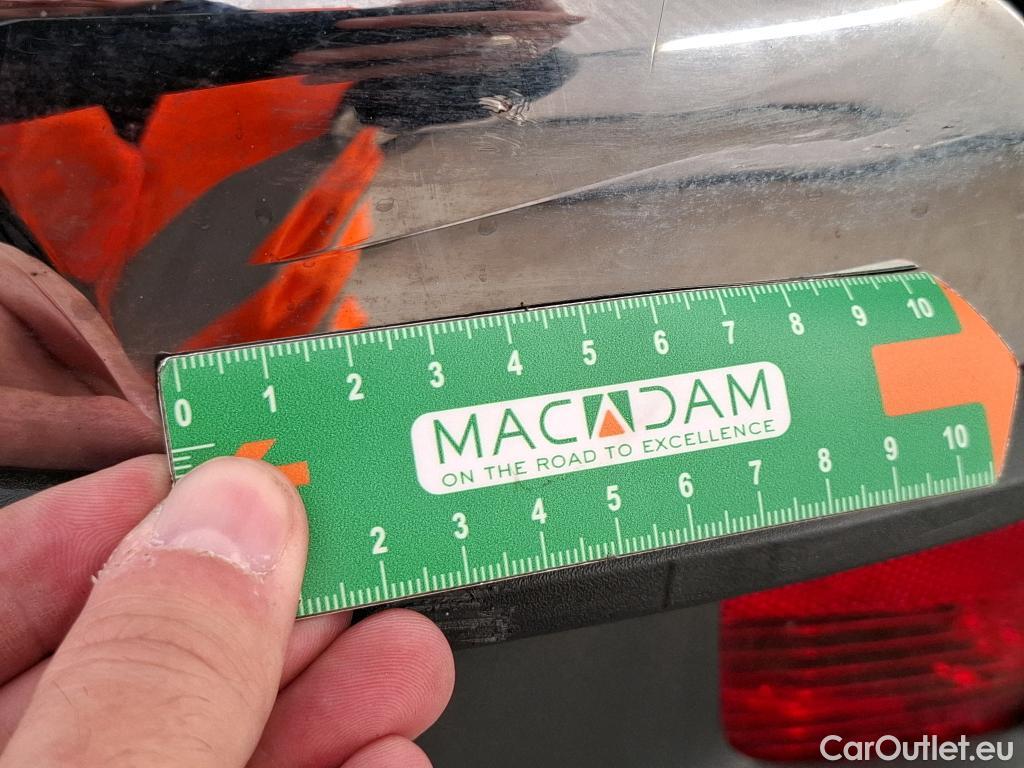 0 1 2 3 4 5 6 7 8 9 10
MACADAM
ON THE ROAD TO EXCELLENCE
2 3 4 5 6 7 8 9 10
CarOutlet.eu